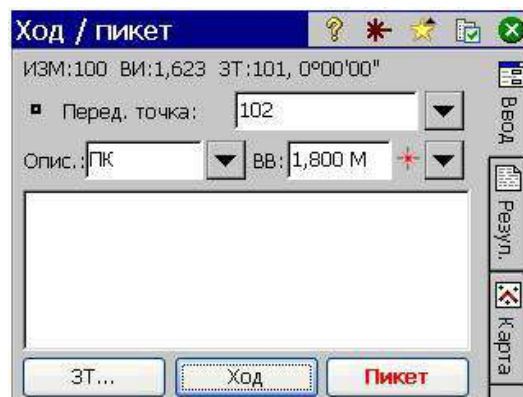 Ход / пикет
ИЗМ:100 ВИ:1,623 ЗТ:101, 0°00'00"
Перед. точка: 102
Опис.: ПК ВВ: 1,800 М
ЗТ... Ход Пикет
Ввод
Резул.
Карта